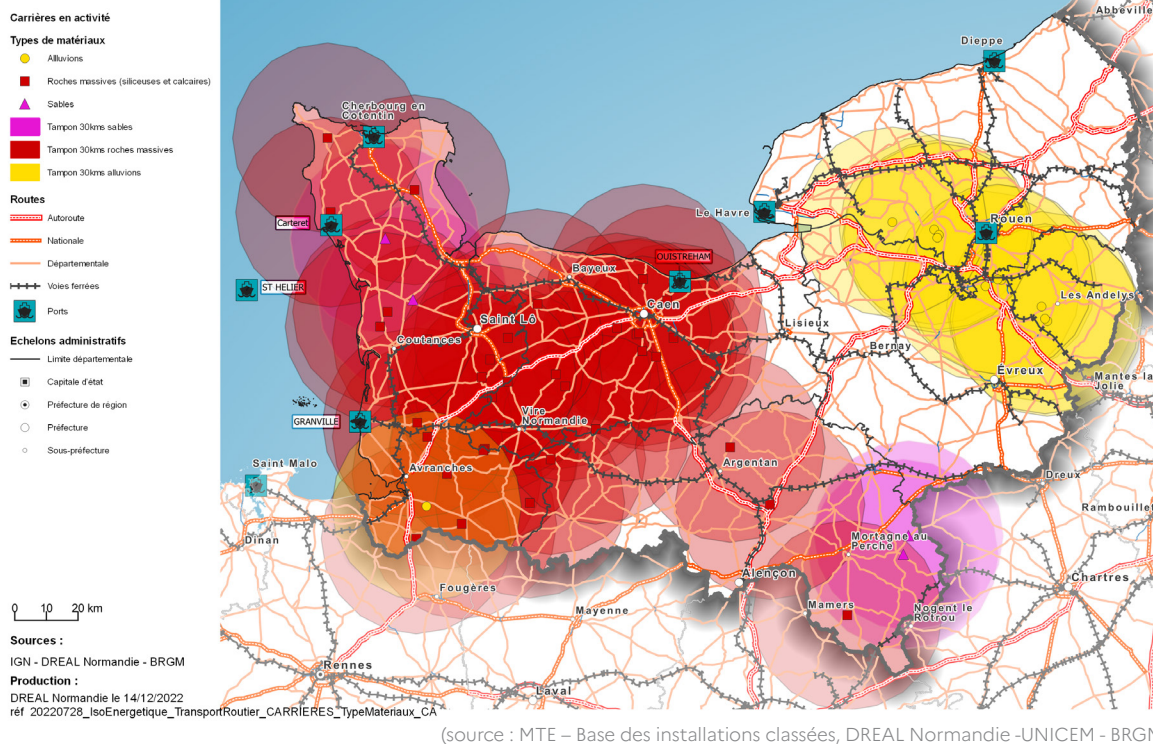 Carrières en activité
Types de matériaux
Allluvions
Roches massives (siliceuses et calcaires)
Sables
Tampon 30kms sables
Tampon 30kms roches massives
Tampon 30kms alluvions
Routes
Autoroute
Nationale
Départementale
Voies ferrées
Ports
Echelons administratifs
Limite départementale
Capitale d'état
Préfecture de région
Préfecture
Sous-préfecture
0 10 20 km
Sources :
IGN - DREAL Normandie - BRGM
Production :
DREAL Normandie le 14/12/2022
réf 20220728_IsoEnergetique_TransportRoutier_CARRIERES_TypeMateriaux_CA
Abbeville
Dieppe
Cherbourg en
Cotentin
Carteret
Le Havre
Rouen
OUISTREHAM
Bayeux
ST HELIER
Caen
Les Andelys
Saint Lô
Lisieux
Coutances
Bernay
Évreux
Mantes la
Jolie
GRANVILLE
Vire
Normandie
Saint Malo
Avranches
Argentan
Dreux
Rambouillet
Dinan
Mortagne au
Perche
Alençon
Chartres
Fougères
Mayenne
Mamers
Nogent le
Rotrou
Rennes
Laval
(source : MTE – Base des installations classées, DREAL Normandie -UNICEM - BRGM